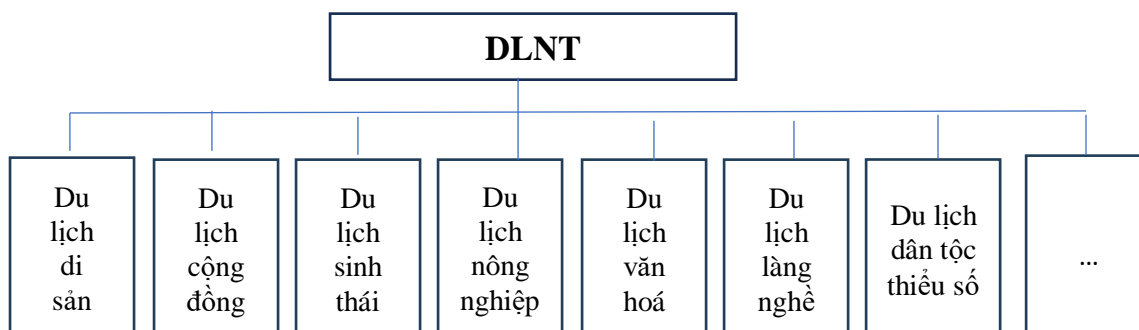 DLNT
Du
lịch
di
sản
Du
lịch
cộng
đồng
Du
lịch
sinh
thái
Du
lịch
nông
nghiệp
Du
lịch
văn
hoá
Du
lịch
làng
nghề
Du lịch
dân tộc
thiểu số
...